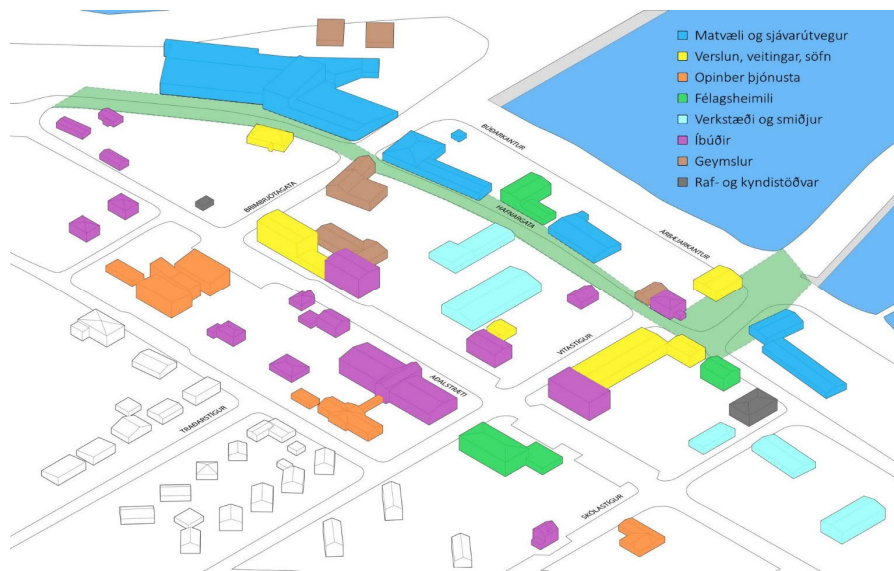 Matvæli og sjávarútvegur
Verslun, veitingar, söfn
Opinber þjónusta
Félagsheimili
Verkstæði og smiðjur
Íbúðir
Geymslur
Raf- og kyndistöðvar
BÚÐARKANTUR
BRIMBRJÓTSGATA
HAFNARGATA
ÁRBÆJARKANTUR
VITASTÍGUR
AÐALSTRÆTI
TRAÐARSTÍGUR
SKÓLASTÍGUR